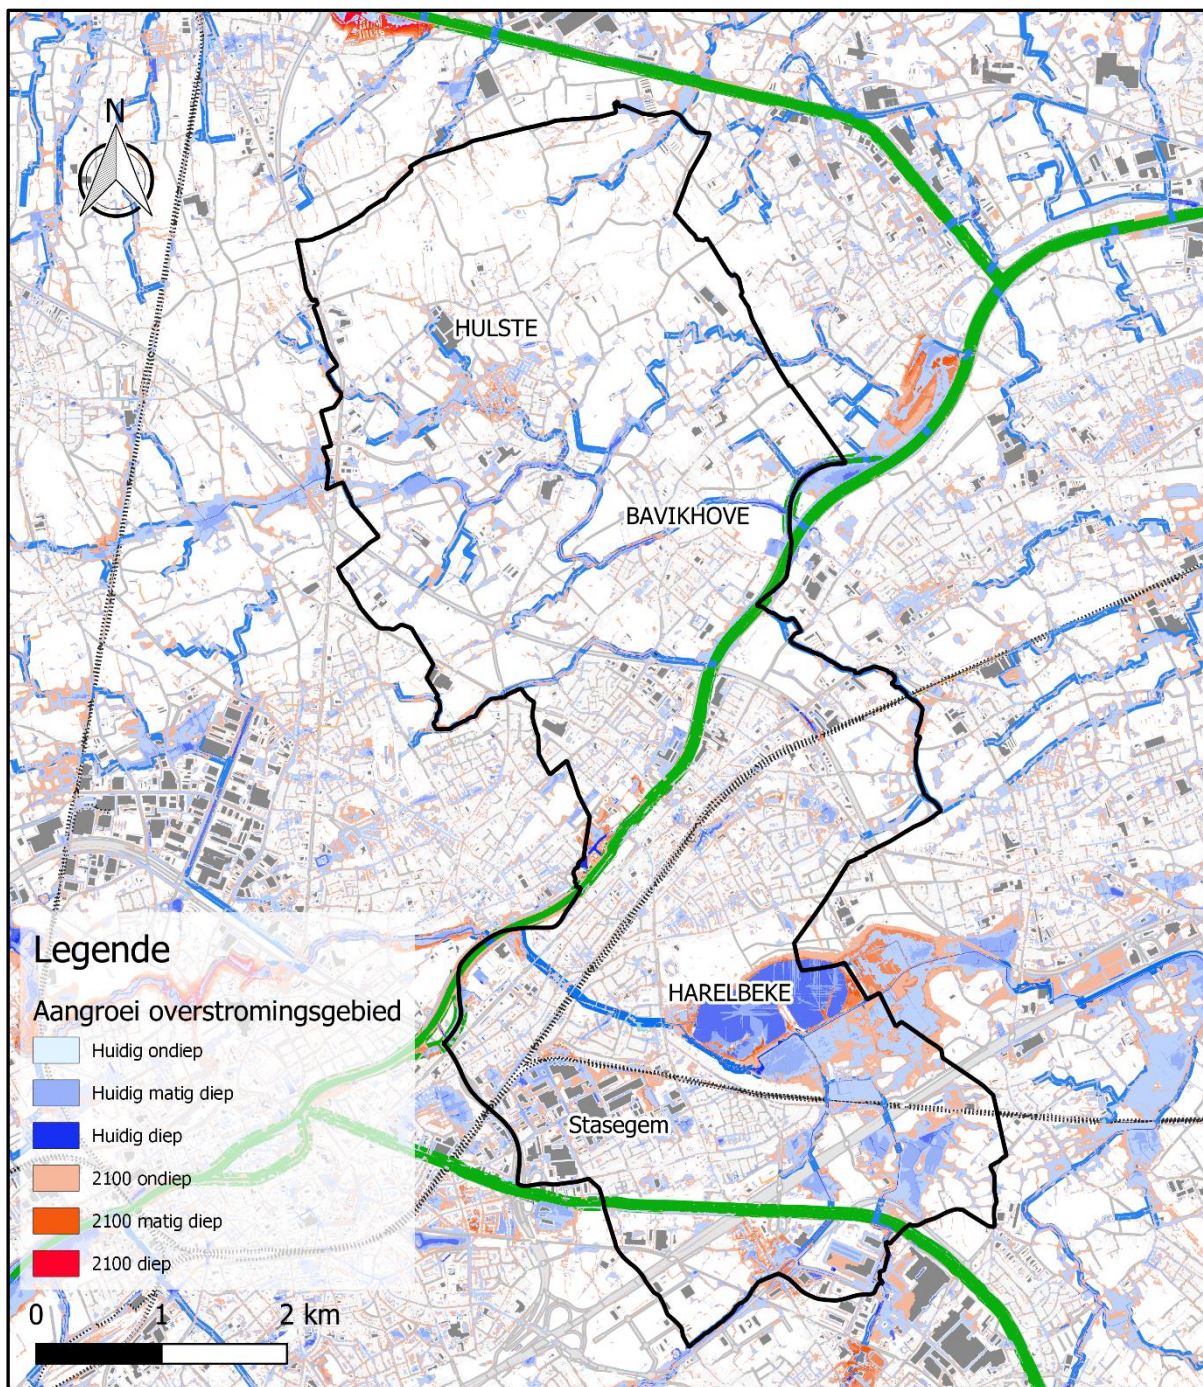 N
HULSTE
BAVIKHOVE
HARELBEKE
Stasegem
Legende
Aangroei overstromingsgebied
Huidig ondiep
Huidig matig diep
Huidig diep
2100 ondiep
2100 matig diep
2100 diep
0 1 2 km